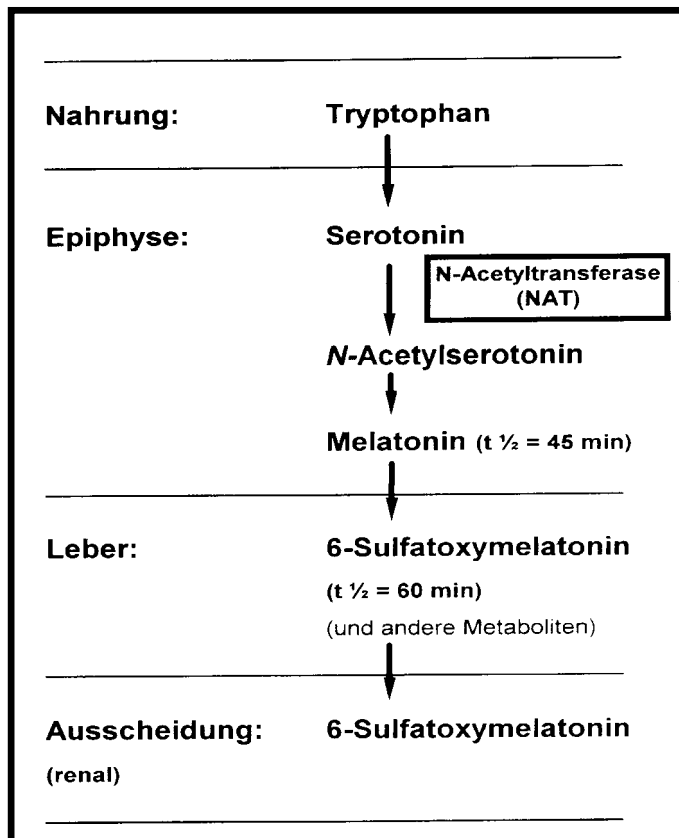 Nahrung: Tryptophan
Epiphyse: Serotonin
N-Acetyltransferase
(NAT)
N-Acetylserotonin
Melatonin (t ½ = 45 min)
Leber: 6-Sulfatoxymelatonin
(t ½ = 60 min)
(und andere Metaboliten)
Ausscheidung: 6-Sulfatoxymelatonin
(renal)